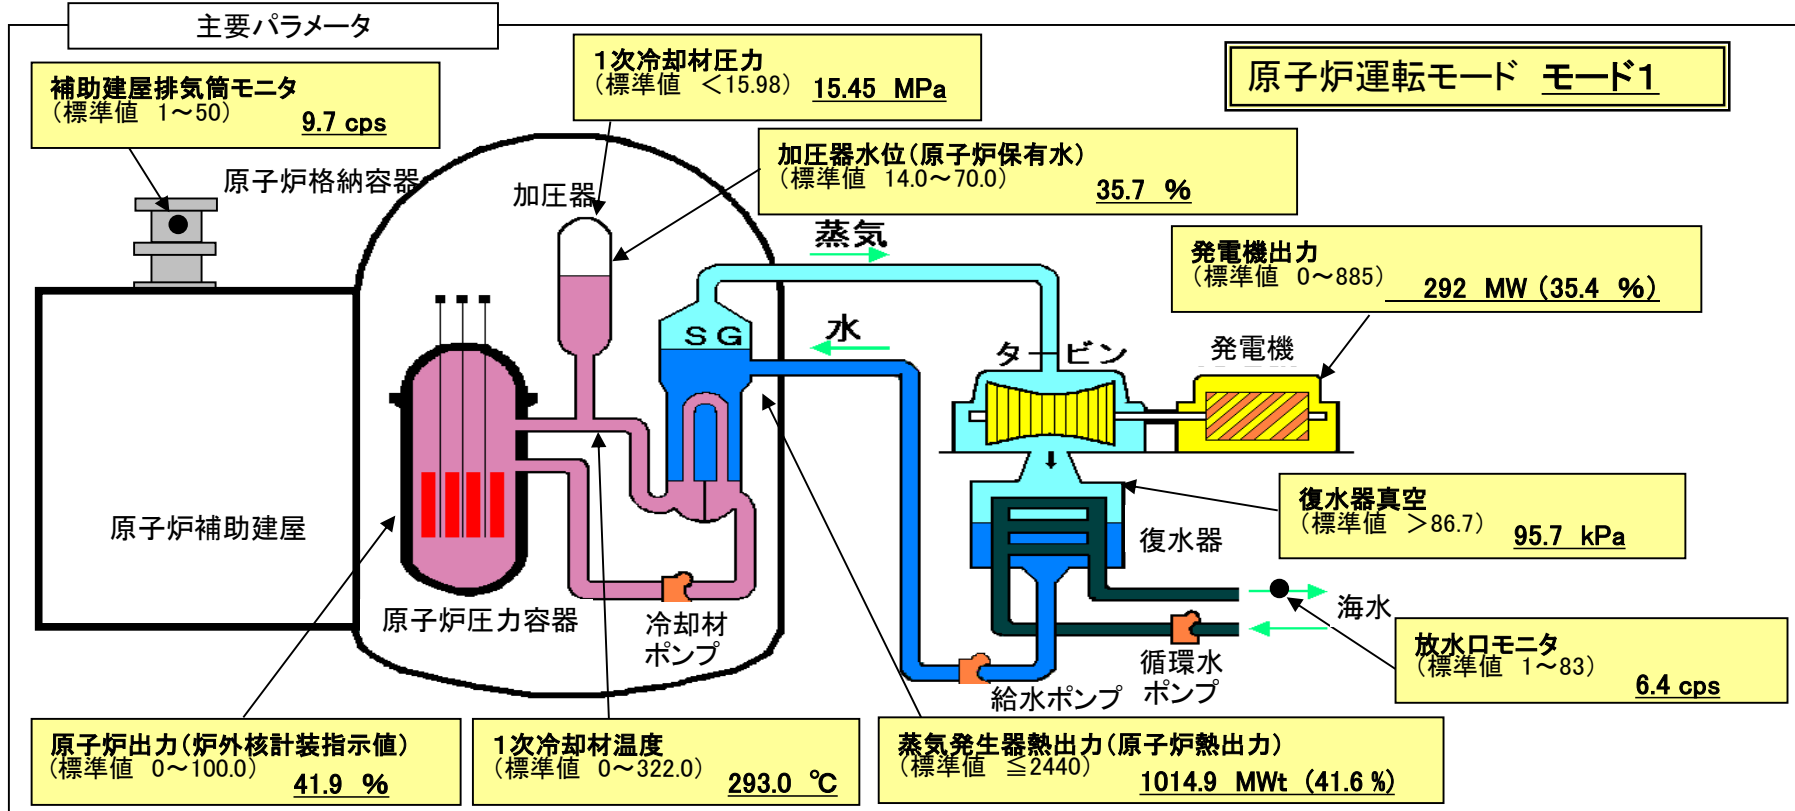 主要パラメータ
補助建屋排気筒モニタ
(標準値 1～50)
9.7 cps
1次冷却材圧力
(標準値 ＜15.98)
15.45 MPa
原子炉運転モード モード1
加圧器水位(原子炉保有水)
(標準値 14.0～70.0)
35.7 %
原子炉格納容器
加圧器
蒸気
発電機出力
(標準値 0～885)
292 MW (35.4 %)
SG
水
タービン
発電機
原子炉補助建屋
復水器真空
(標準値 ＞86.7)
95.7 kPa
復水器
原子炉圧力容器
冷却材
ポンプ
海水
放水口モニタ
(標準値 1～83)
6.4 cps
循環水
ポンプ
給水ポンプ
原子炉出力(炉外核計装指示値)
(標準値 0～100.0)
41.9 %
1次冷却材温度
(標準値 0～322.0)
293.0 ℃
蒸気発生器熱出力(原子炉熱出力)
(標準値 ≦2440)
1014.9 MWt (41.6 %)